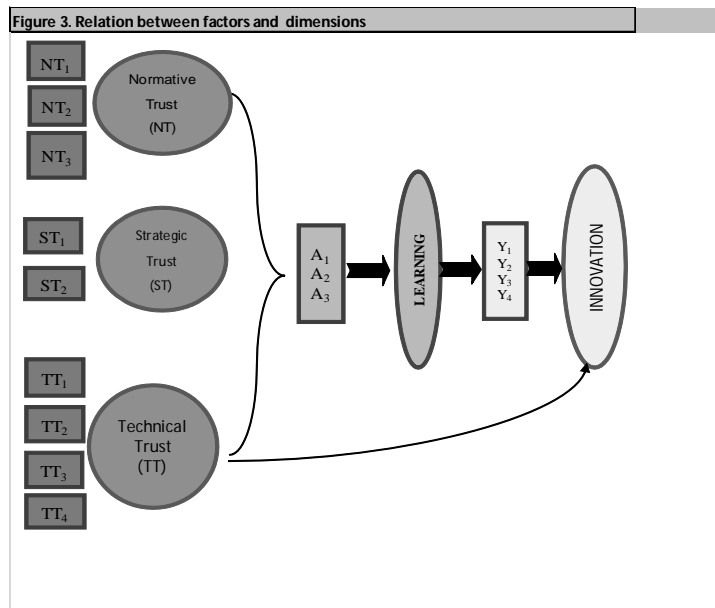 Figure 3. Relation between factors and dimensions
NT1
NT2
NT3
Normative
Trust
(NT)
ST1
ST2
Strategic
Trust
(ST)
TT1
TT2
TT3
TT4
Technical
Trust
(TT)
A1
A2
A3
LEARNING
Y1
Y2
Y3
Y4
INNOVATION